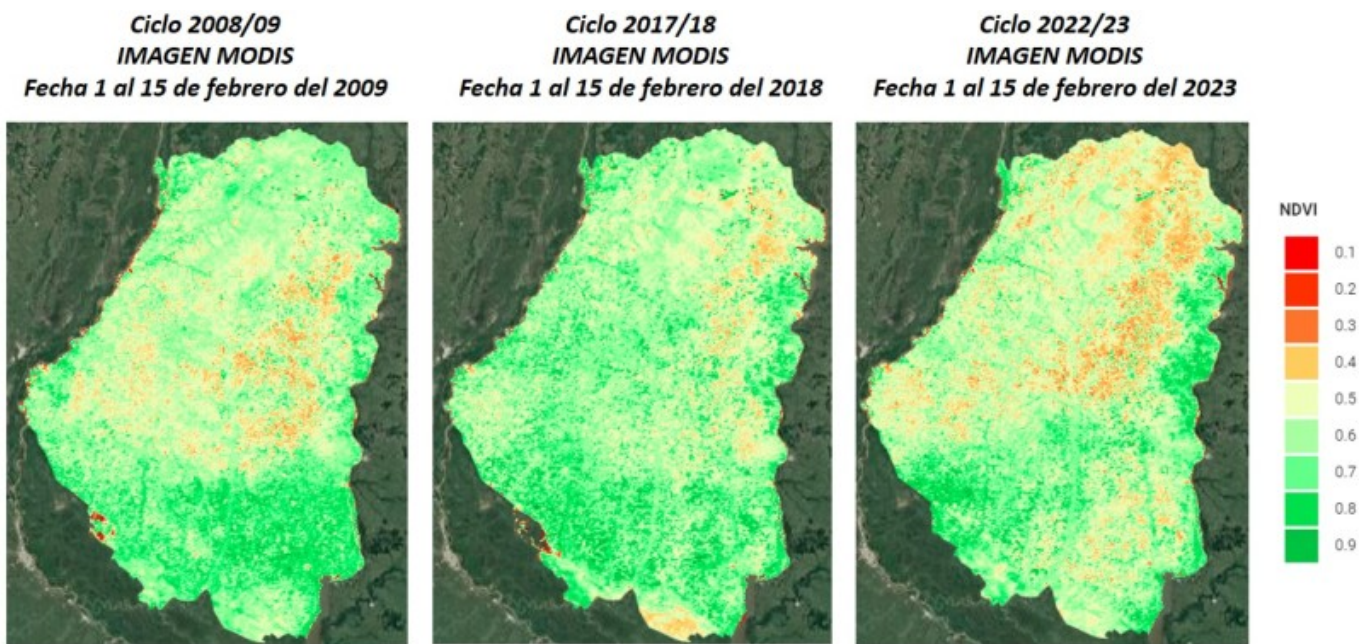 Ciclo 2008/09
IMAGEN MODIS
Fecha 1 al 15 de febrero del 2009
Ciclo 2017/18
IMAGEN MODIS
Fecha 1 al 15 de febrero del 2018
Ciclo 2022/23
IMAGEN MODIS
Fecha 1 al 15 de febrero del 2023
NDVI
0.1
0.2
0.3
0.4
0.5
0.6
0.7
0.8
0.9